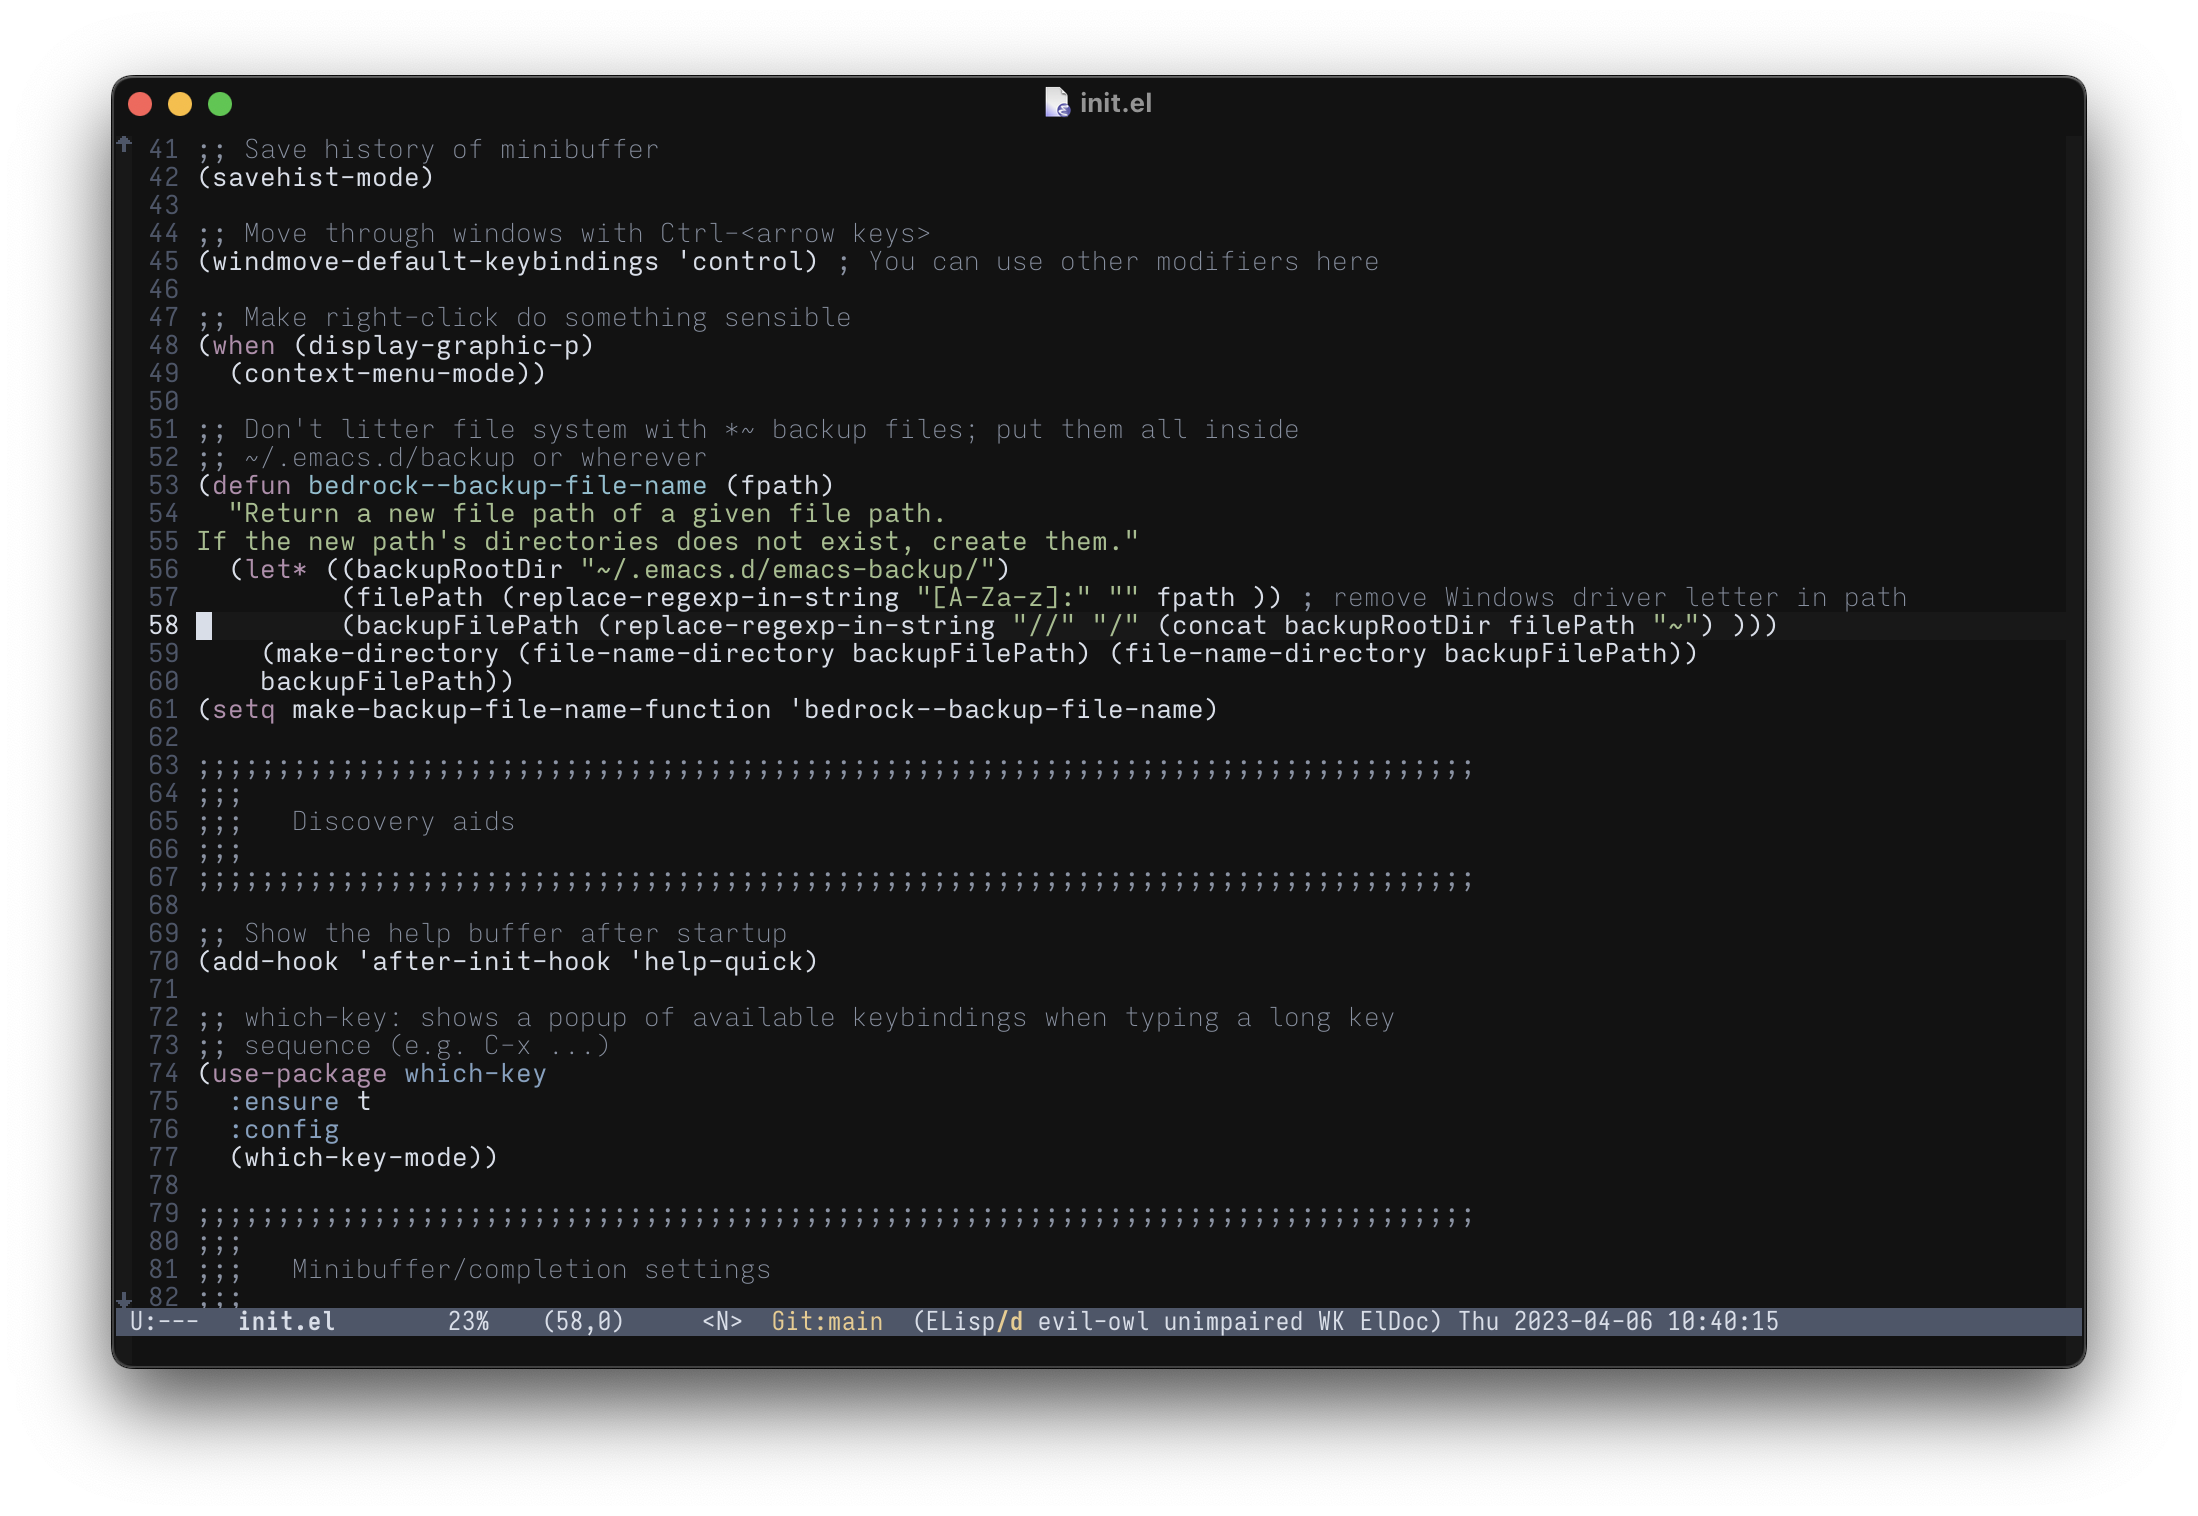 init.el
41 ;; Save history of minibuffer
42 (savehist-mode)
43
44 ;; Move through windows with Ctrl-<arrow keys>
45 (windmove-default-keybindings 'control) ; You can use other modifiers here
46
47 ;; Make right-click do something sensible
48 (when (display-graphic-p)
49   (context-menu-mode))
50
51 ;; Don't litter file system with *~ backup files; put them all inside
52 ;; ~/.emacs.d/backup or wherever
53 (defun bedrock--backup-file-name (fpath)
54   "Return a new file path of a given file path.
55 If the new path's directories does not exist, create them."
56   (let* ((backupRootDir "~/.emacs.d/emacs-backup/")
57          (filePath (replace-regexp-in-string "[A-Za-z]:" "" fpath )) ; remove Windows driver letter in path
58          (backupFilePath (replace-regexp-in-string "//" "/" (concat backupRootDir filePath "~") )))
59     (make-directory (file-name-directory backupFilePath) (file-name-directory backupFilePath))
60     backupFilePath))
61 (setq make-backup-file-name-function 'bedrock--backup-file-name)
62
63 ;;;;;;;;;;;;;;;;;;;;;;;;;;;;;;;;;;;;;;;;;;;;;;;;;;;;;;;;;;;;;;;;;;;;;;;;;;;;;;;;
64 ;;;
65 ;;;   Discovery aids
66 ;;;
67 ;;;;;;;;;;;;;;;;;;;;;;;;;;;;;;;;;;;;;;;;;;;;;;;;;;;;;;;;;;;;;;;;;;;;;;;;;;;;;;;;
68
69 ;; Show the help buffer after startup
70 (add-hook 'after-init-hook 'help-quick)
71
72 ;; which-key: shows a popup of available keybindings when typing a long key
73 ;; sequence (e.g. C-x ...)
74 (use-package which-key
75   :ensure t
76   :config
77   (which-key-mode))
78
79 ;;;;;;;;;;;;;;;;;;;;;;;;;;;;;;;;;;;;;;;;;;;;;;;;;;;;;;;;;;;;;;;;;;;;;;;;;;;;;;;;
80 ;;;
81 ;;;   Minibuffer/completion settings
82 ;;;
U:---  init.el       23%   (58,0)     <N>  Git:main  (ELisp/d evil-owl unimpaired WK ElDoc) Thu 2023-04-06 10:40:15